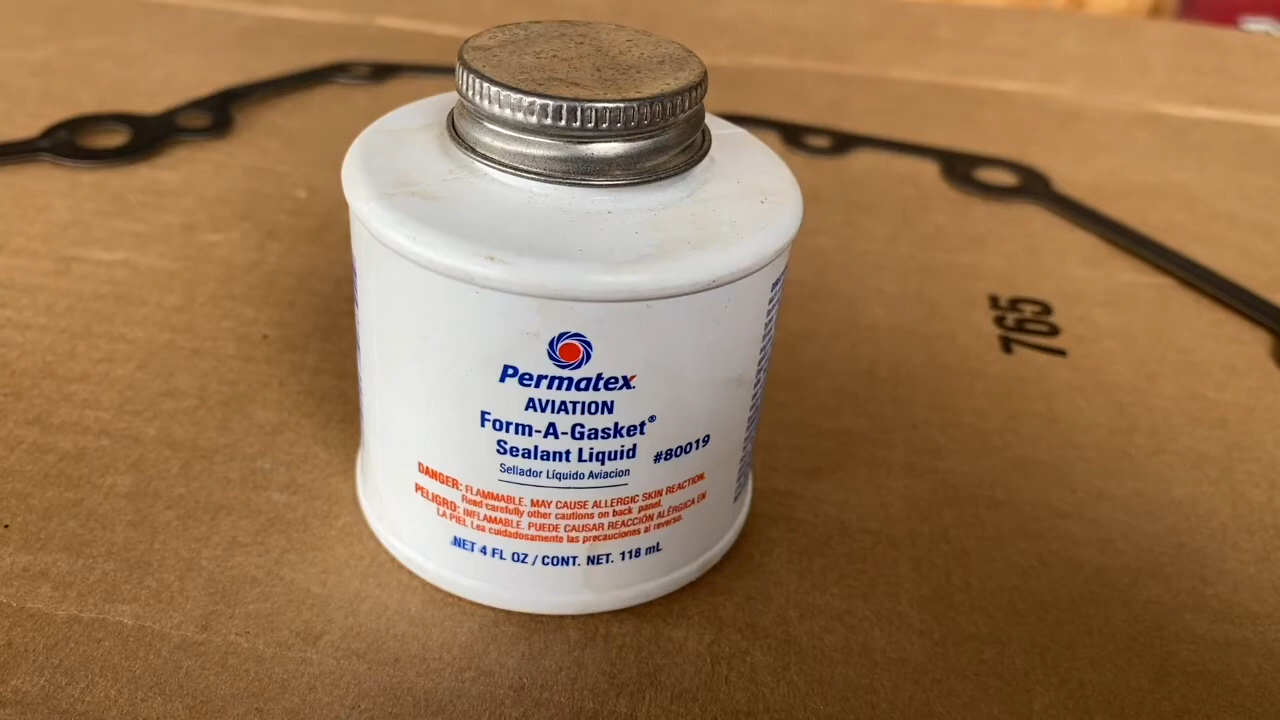 Permatex
AVIATION
Form-A-Gasket®
Sealant Liquid #80019
Sellador Líquido Aviacion
DANGER: FLAMMABLE. MAY CAUSE ALLERGIC SKIN REACTION.
Read carefully other cautions on back panel.
PELIGRO: INFLAMABLE. PUEDE CAUSAR REACCIÓN ALÉRGICA EN
LA PIEL Lea cuidadosamente las precauciones al reverso.
NET 4 FL OZ / CONT. NET. 118 mL
765